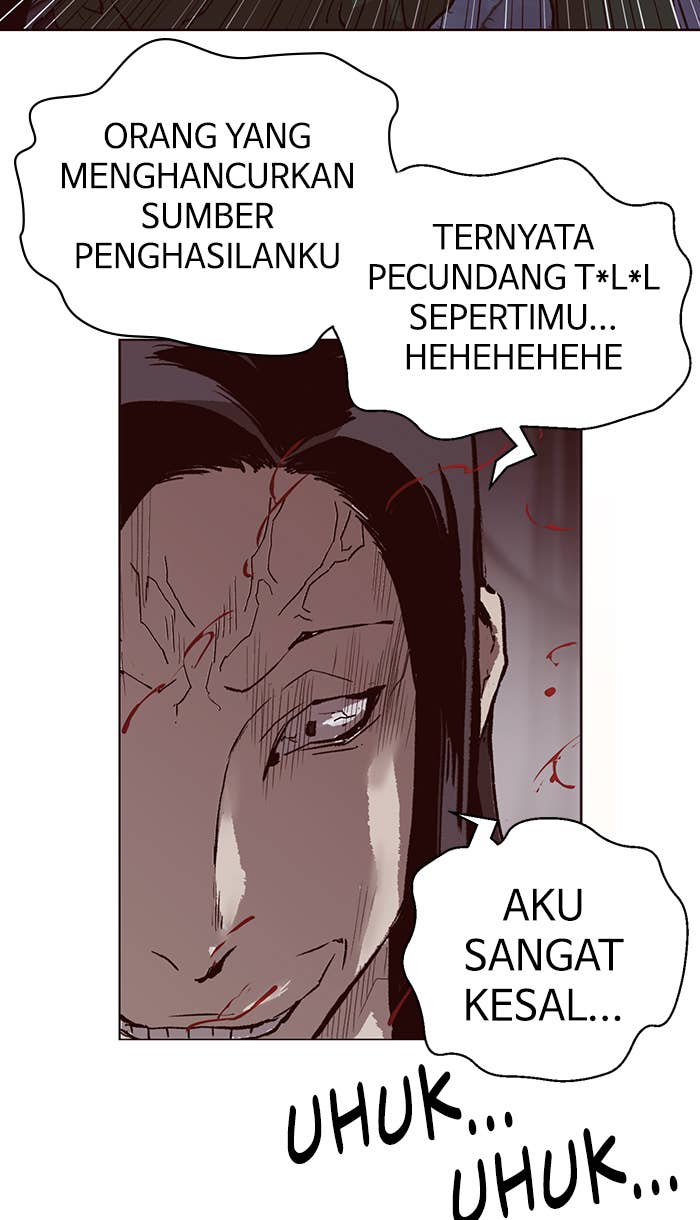 ORANG YANG
MENGHANCURKAN
SUMBER
PENGHASILANKU
TERNYATA
PECUNDANG T*L*L
SEPERTIMU...
HEHEHEHEHE
AKU
SANGAT
KESAL...
UHUK...
UHUK...